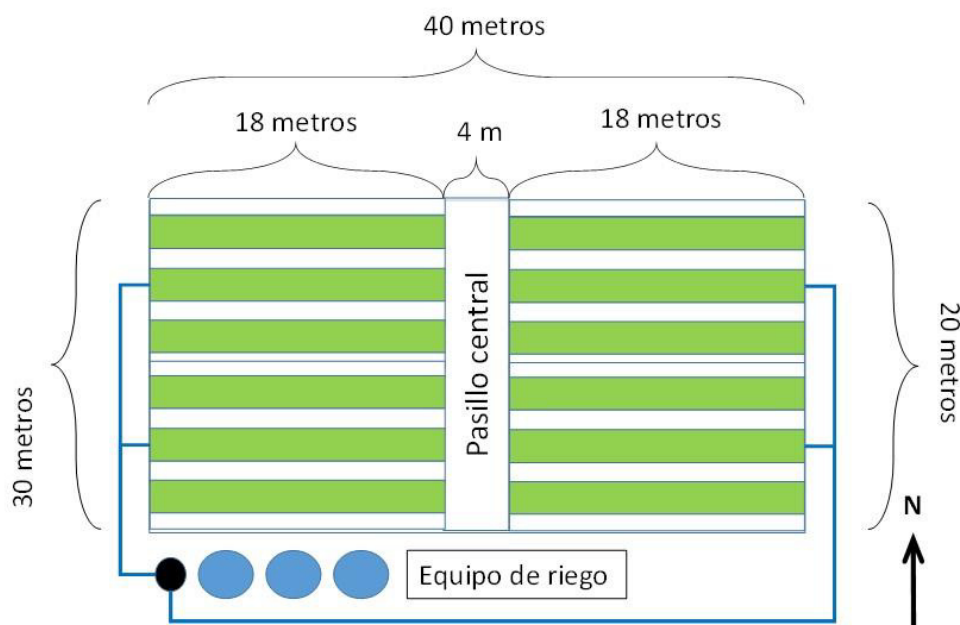 40 metros
18 metros
4 m
18 metros
30 metros
Pasillo central
20 metros
N
Equipo de riego